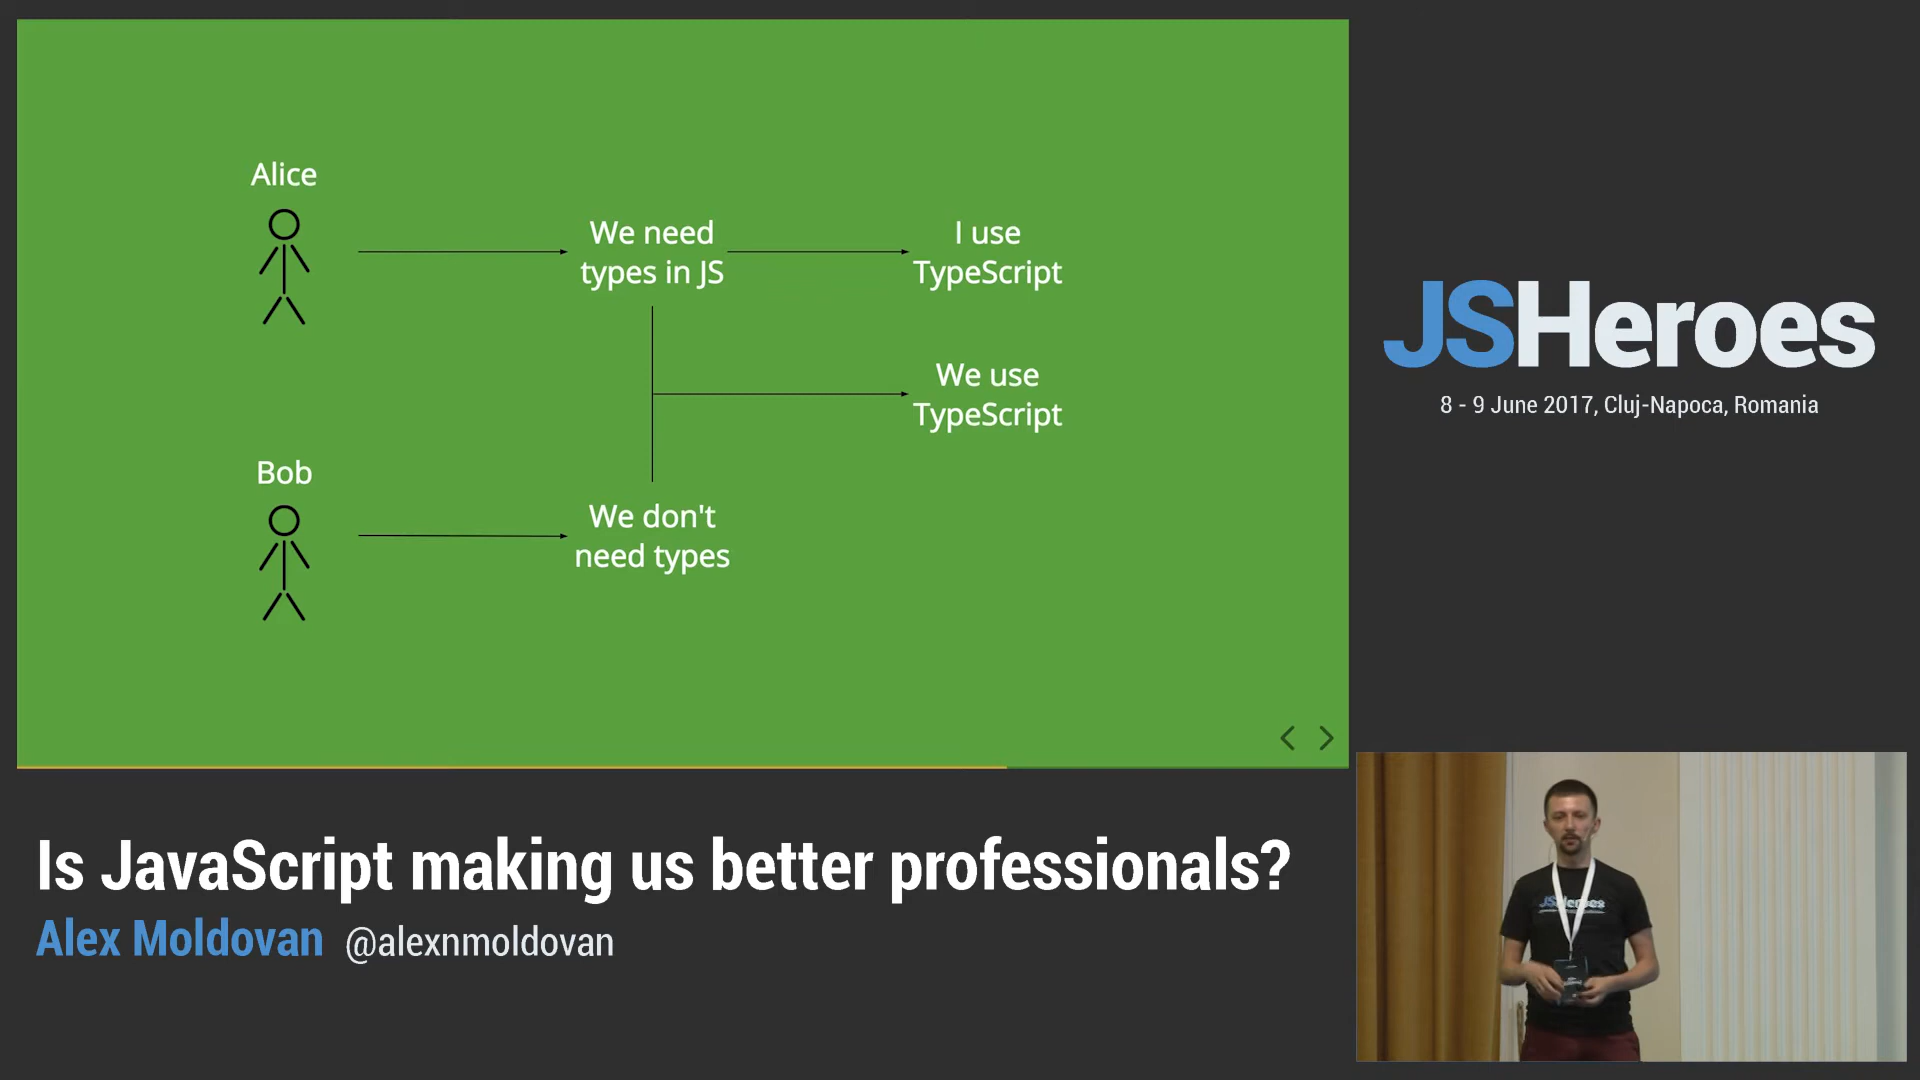 Alice
We need
types in JS
I use
TypeScript
We use
TypeScript
Bob
We don't
need types
JSHeroes
8 - 9 June 2017, Cluj-Napoca, Romania
Is JavaScript making us better professionals?
Alex Moldovan @alexnmoldovan
JSHeroes